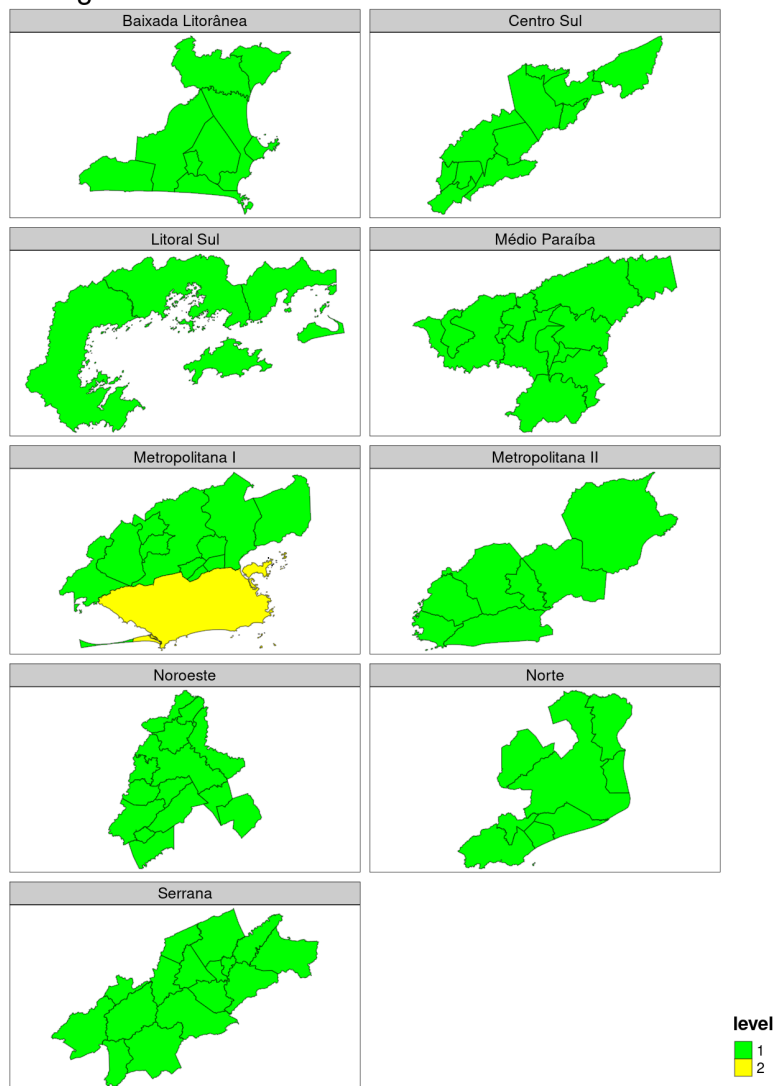 Baixada Litorânea
Centro Sul
Litoral Sul
Médio Paraíba
Metropolitana I
Metropolitana II
Noroeste
Norte
Serrana
level
1
2